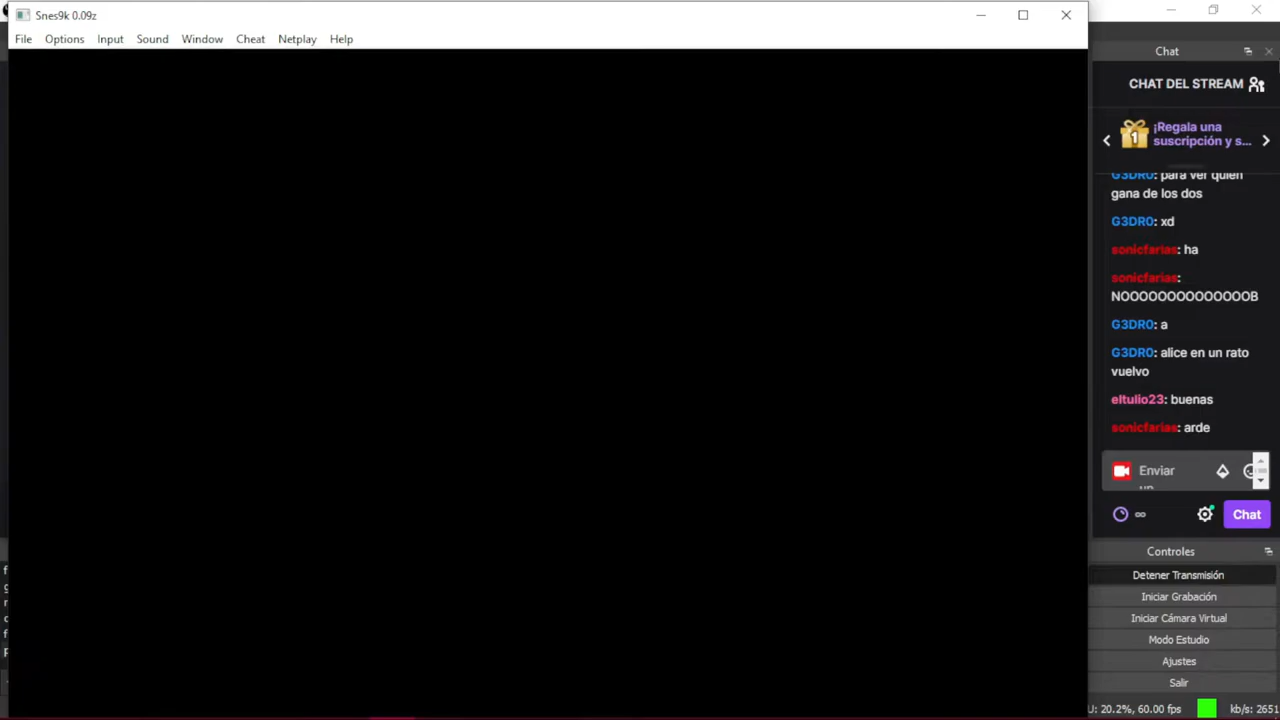 Snes9k 0.09z
File Options Input Sound Window Cheat Netplay Help
Chat
CHAT DEL STREAM
1
¡Regala una
suscripción y s...
G3DR0: para ver quien
gana de los dos
G3DR0: xd
sonicfarias: ha
sonicfarias:
NOOOOOOOOOOOOOOB
G3DR0: a
G3DR0: alice en un rato
vuelvo
eltulio23: buenas
sonicfarias: arde
Enviar
Chat
Controles
Detener Transmisión
Iniciar Grabación
Iniciar Cámara Virtual
Modo Estudio
Ajustes
Salir
U: 20.2%, 60.00 fps
kb/s: 2651